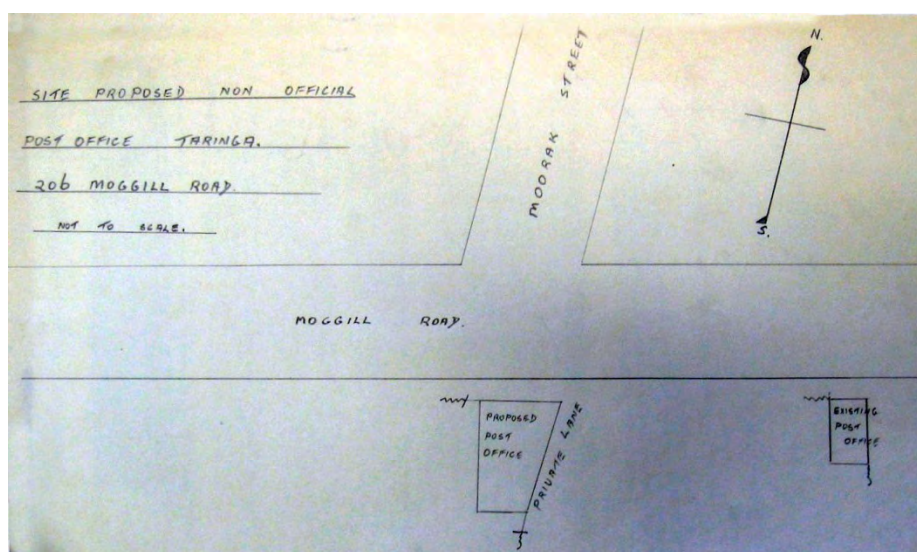 SITE PROPOSED NON OFFICIAL
POST OFFICE TARINGA.
206 MOGGILL ROAD.
NOT TO SCALE.
MOORAK STREET
N.
S.
MOGGILL ROAD.
PROPOSED
POST
OFFICE
PRIVATE LANE
EXISTING
POST
OFFICE